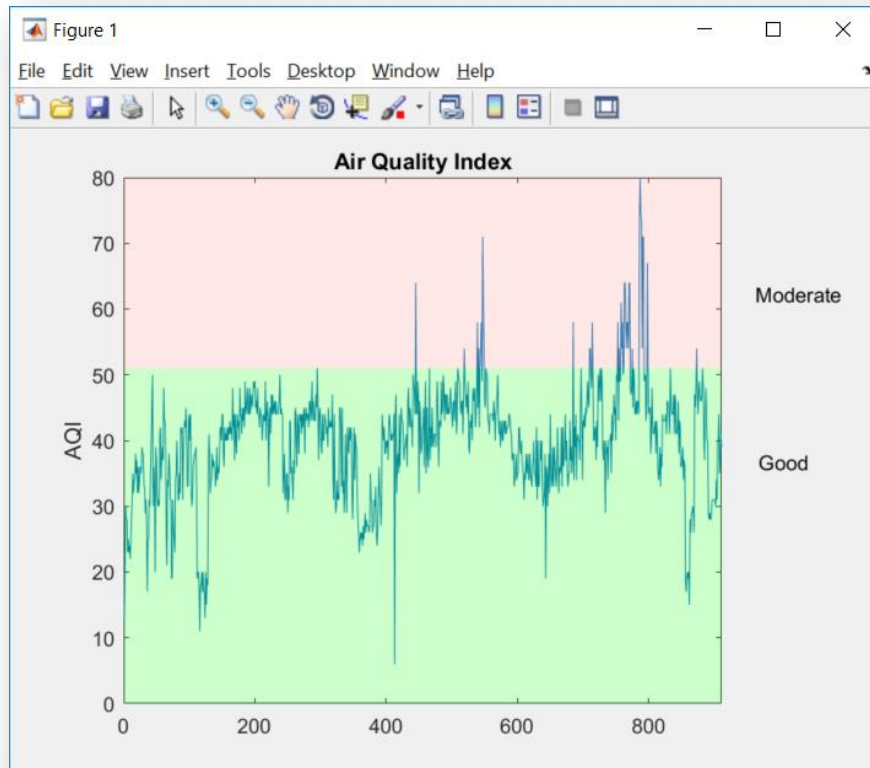 Figure 1
File Edit View Insert Tools Desktop Window Help
Air Quality Index
80
70
60
50
40
30
20
10
0
AQI
0 200 400 600 800
Moderate
Good